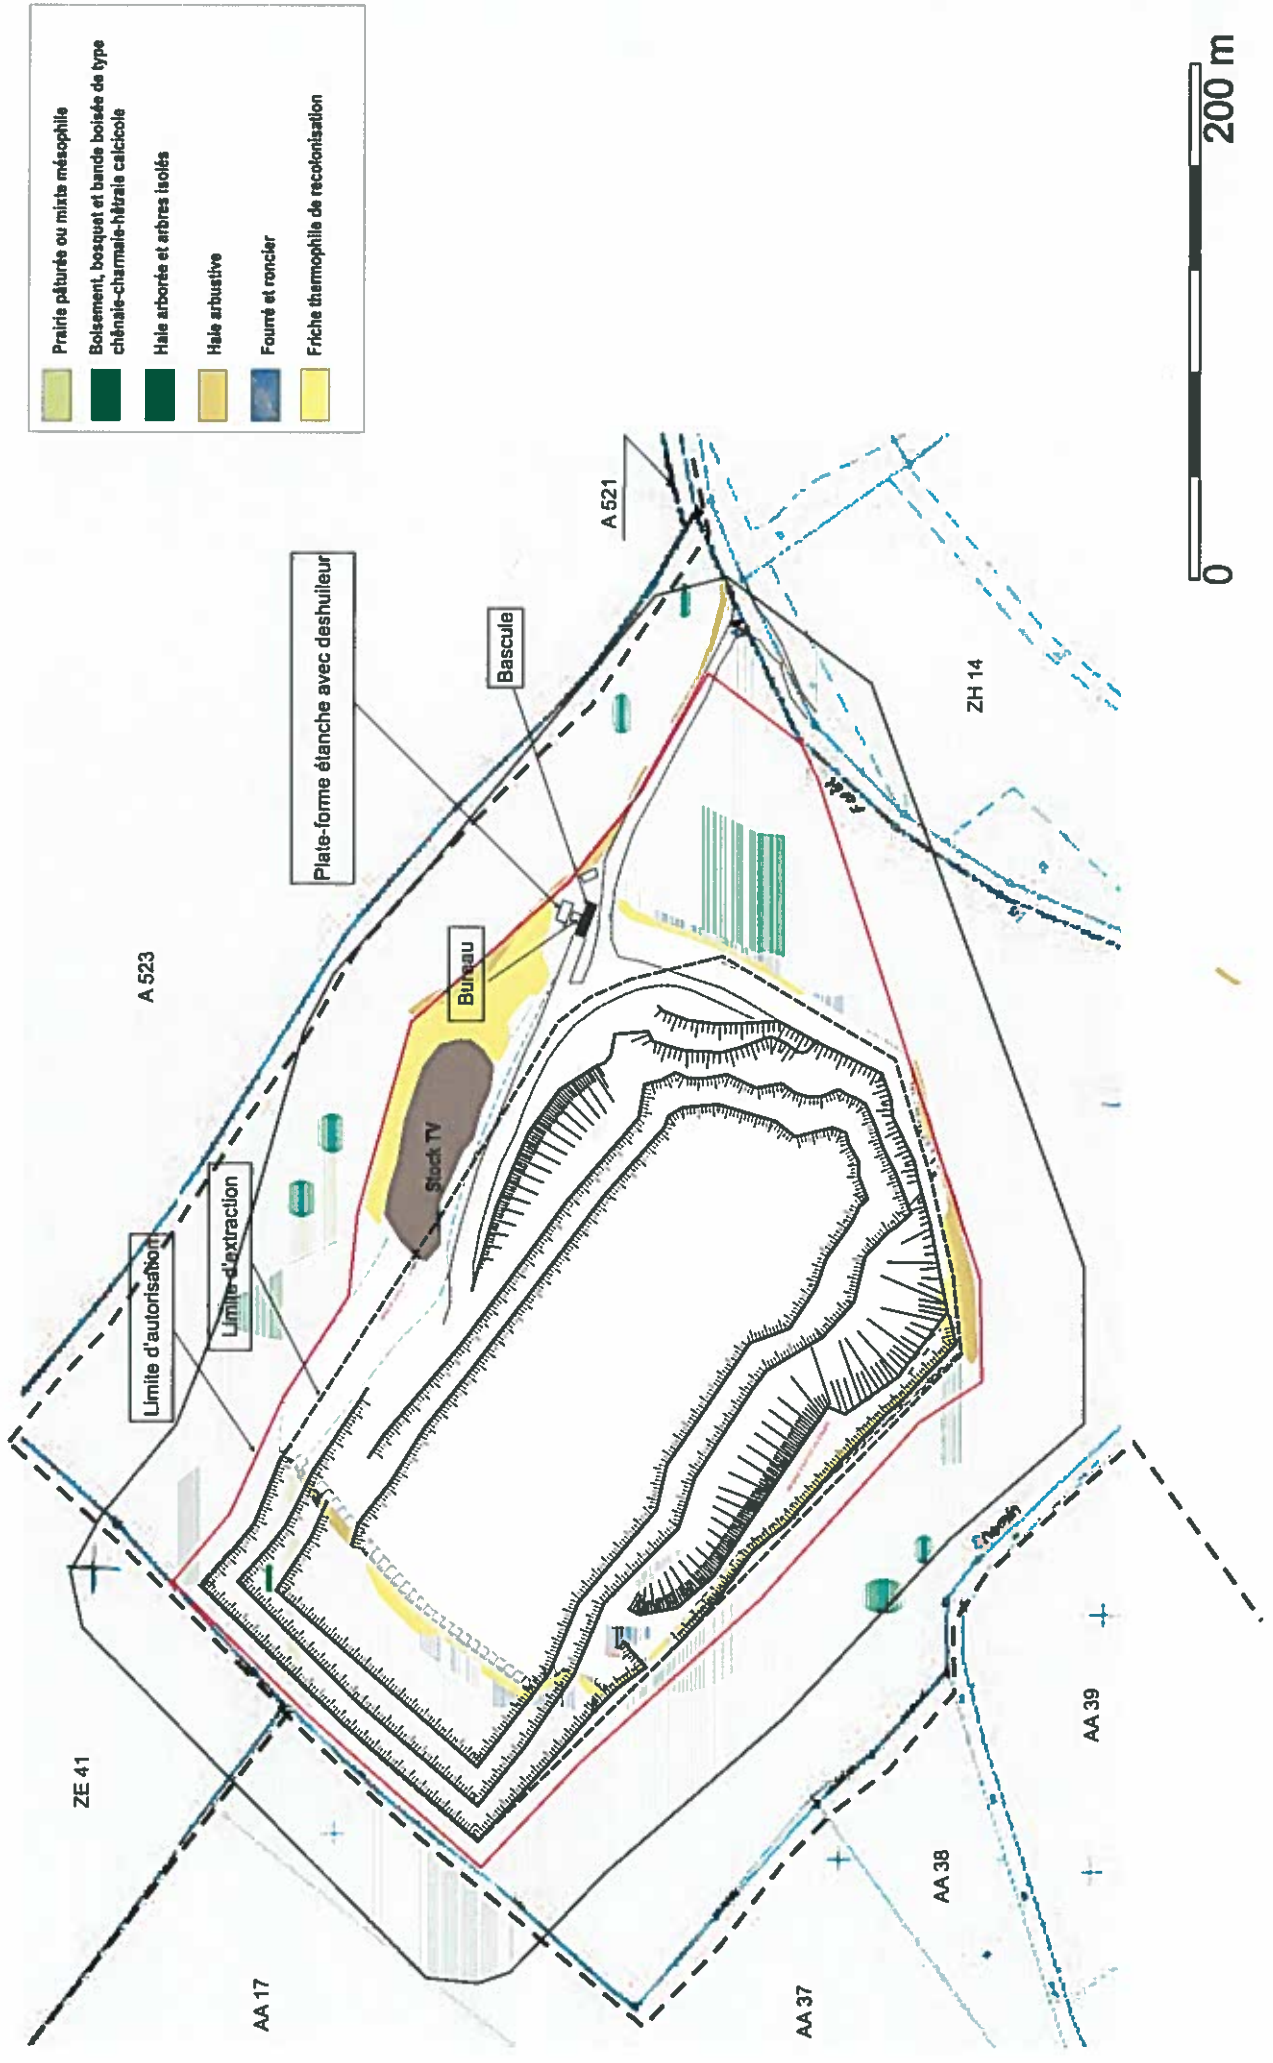 Prairie pâturée ou mixte mésophile
Boisement, bosquet et bande boisée de type
chênaie-charmaie-hêtraie calcicole
Haie arborée et arbres isolés
Haie arbustive
Fourré et roncier
Friche thermophile de recolonisation
A 521
Plate-forme étanche avec deshuileur
Bascule
Bureau
A 523
Limite d'autorisation
Limite d'extraction
Stock TV
ZH 14
ZE 41
AA 17
AA 37
AA 38
AA 39
0
200 m